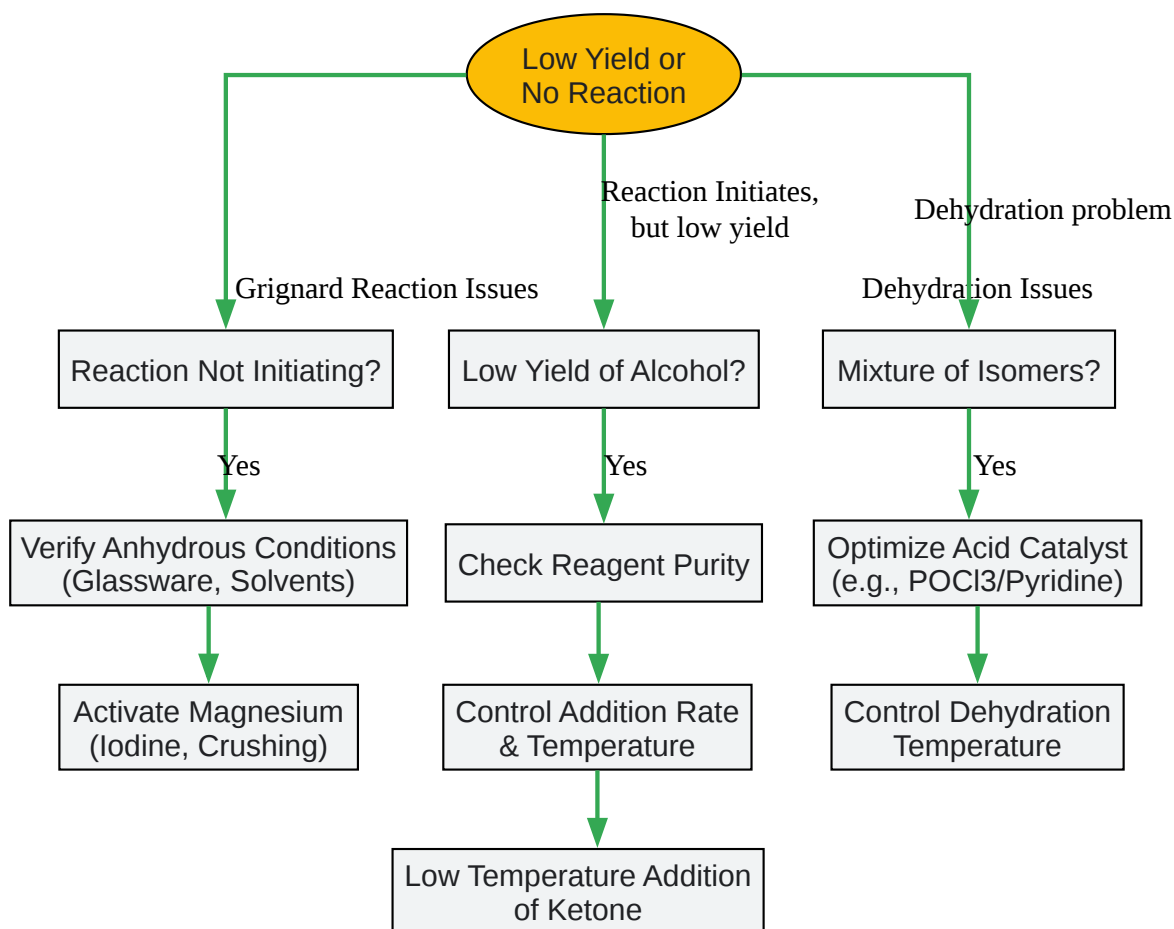 Low Yield or
No Reaction
Reaction Initiates,
but low yield
Dehydration problem
Grignard Reaction Issues
Dehydration Issues
Reaction Not Initiating?
Low Yield of Alcohol?
Mixture of Isomers?
Yes
Yes
Yes
Verify Anhydrous Conditions
(Glassware, Solvents)
Check Reagent Purity
Optimize Acid Catalyst
(e.g., POCl3/Pyridine)
Activate Magnesium
(Iodine, Crushing)
Control Addition Rate
& Temperature
Control Dehydration
Temperature
Low Temperature Addition
of Ketone